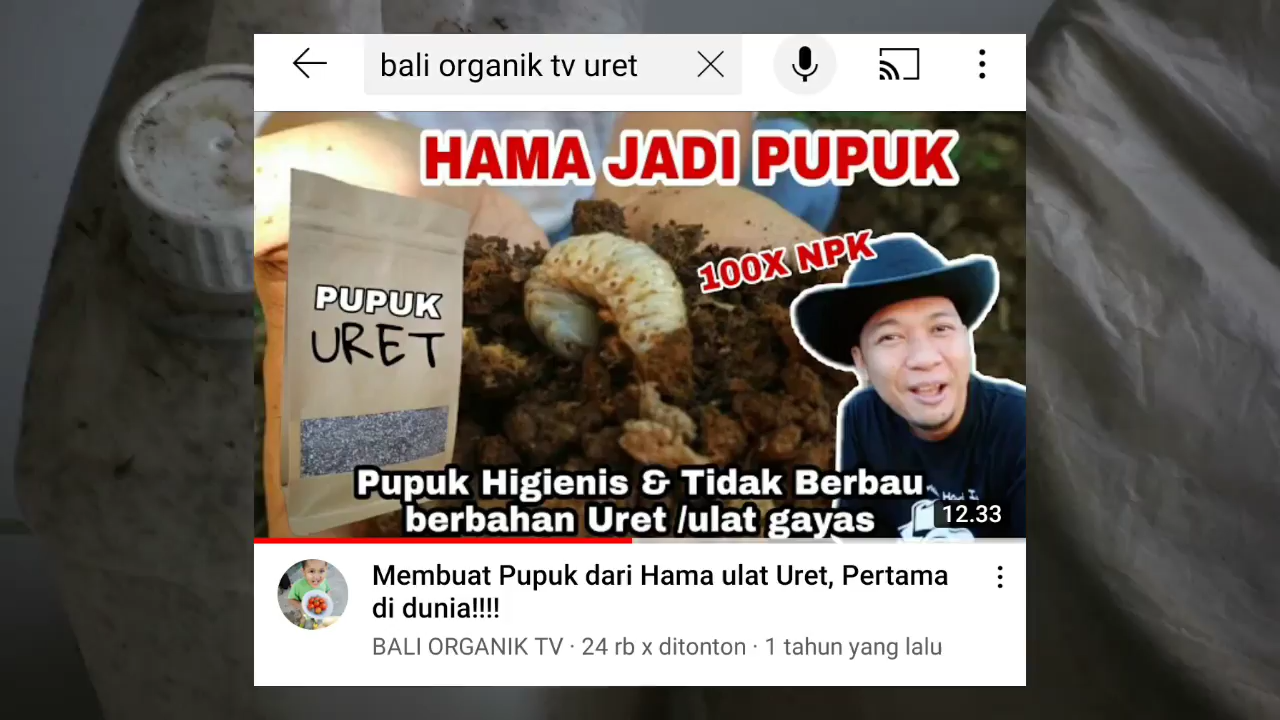 bali organik tv uret
HAMA JADI PUPUK
100X NPK
PUPUK
URET
Pupuk Higienis & Tidak Berbau
berbahan Uret /ulat gayas
12.33
Membuat Pupuk dari Hama ulat Uret, Pertama
di dunia!!!!
BALI ORGANIK TV · 24 rb x ditonton · 1 tahun yang lalu